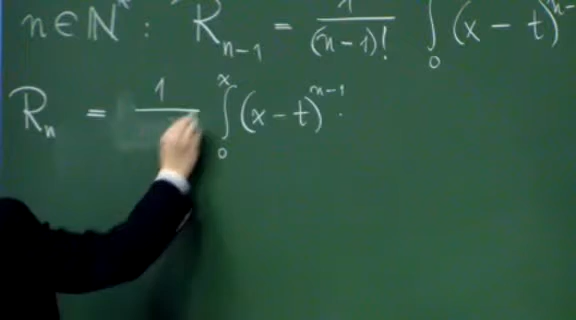 n ∈ ℕ* : R_{n-1} = 1/(n-1)! ∫_0 (x - t)^{n-
R_n = 1/ ∫_0^x (x - t)^{n-1} ·